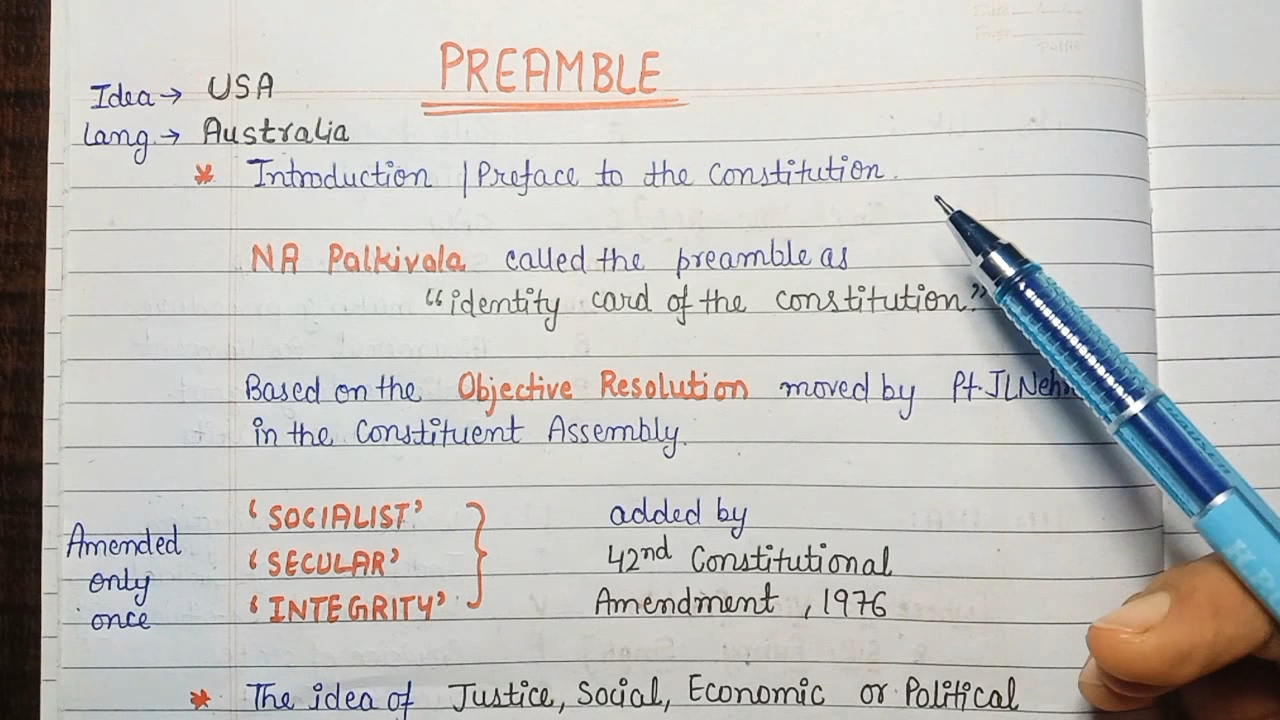 PREAMBLE
Idea → USA
Lang. → Australia
* Introduction / Preface to the Constitution.
NA Palkivala called the preamble as
“identity card of the constitution.”
Based on the Objective Resolution moved by Pt. JL
in the Constituent Assembly.
Amended only once
'SOCIALIST'
'SECULAR'
'INTEGRITY'
added by
42nd Constitutional
Amendment, 1976
* The idea of Justice, Social, Economic or Political